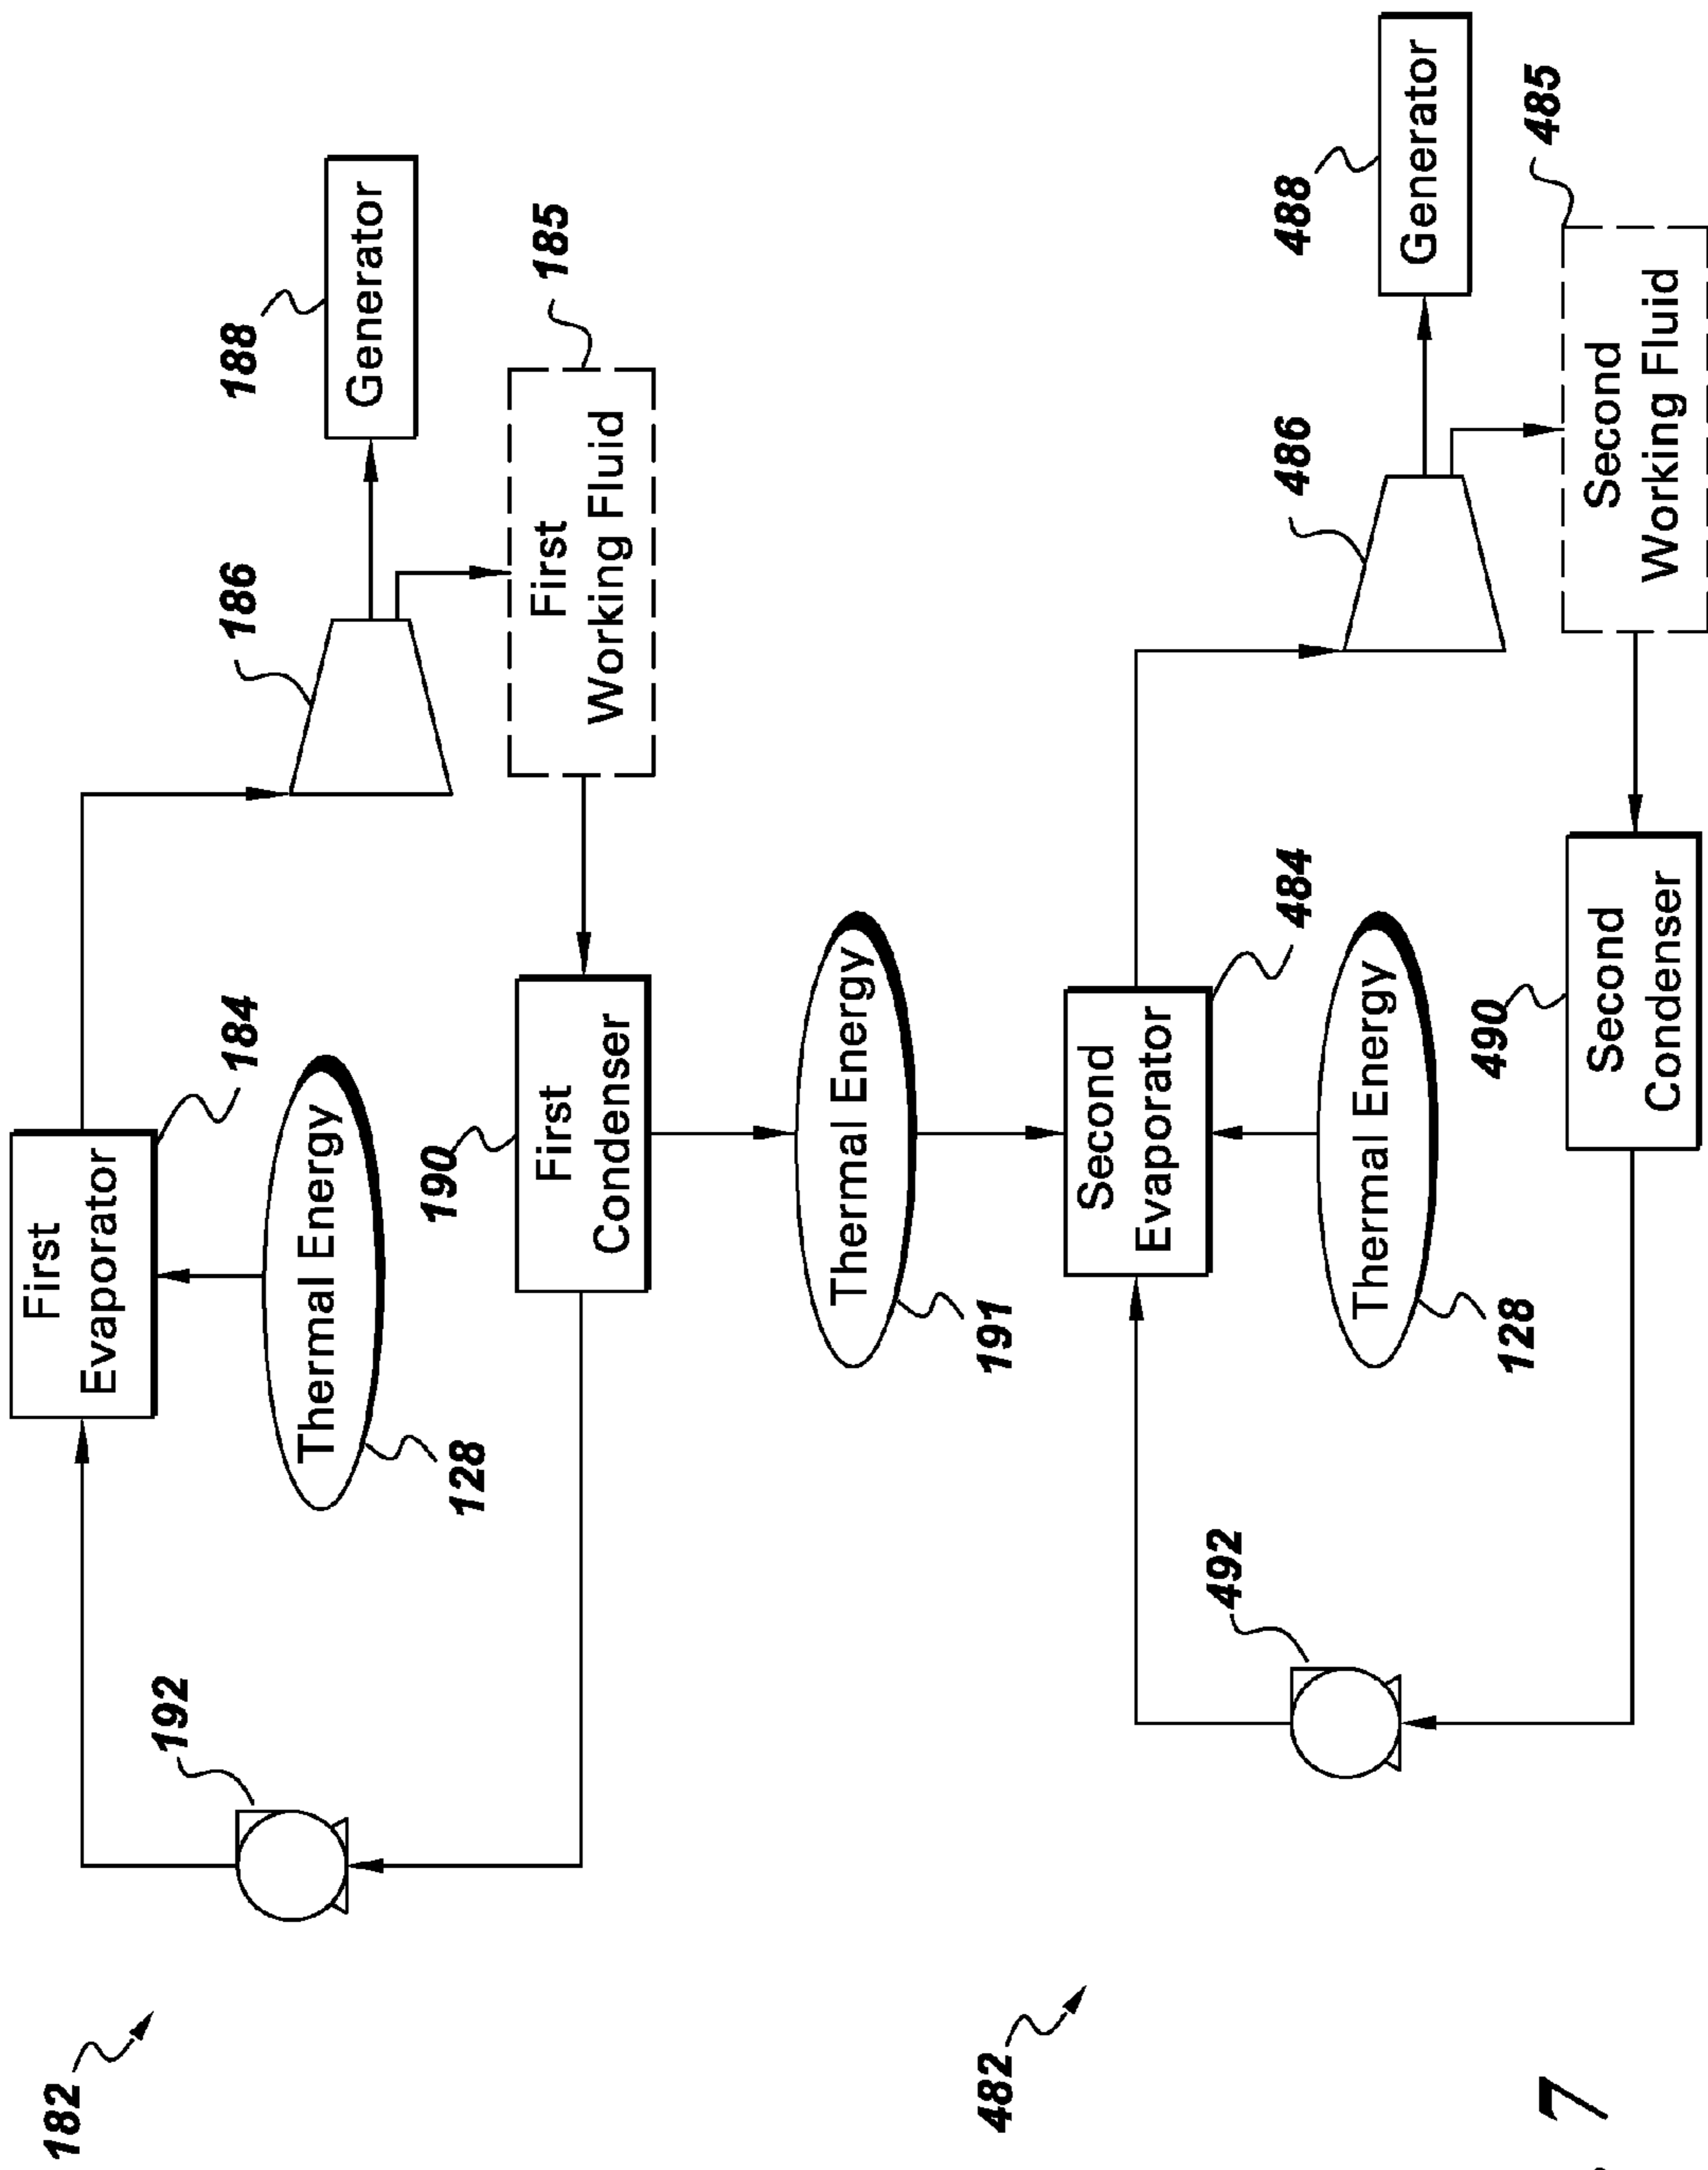 182
192
First
Evaporator
184
Thermal Energy
128
186
188
Generator
190
First
Condenser
First
Working Fluid
185
Thermal Energy
191
482
492
Second
Evaporator
484
Thermal Energy
128
486
488
Generator
490
Second
Condenser
Second
Working Fluid
485
7